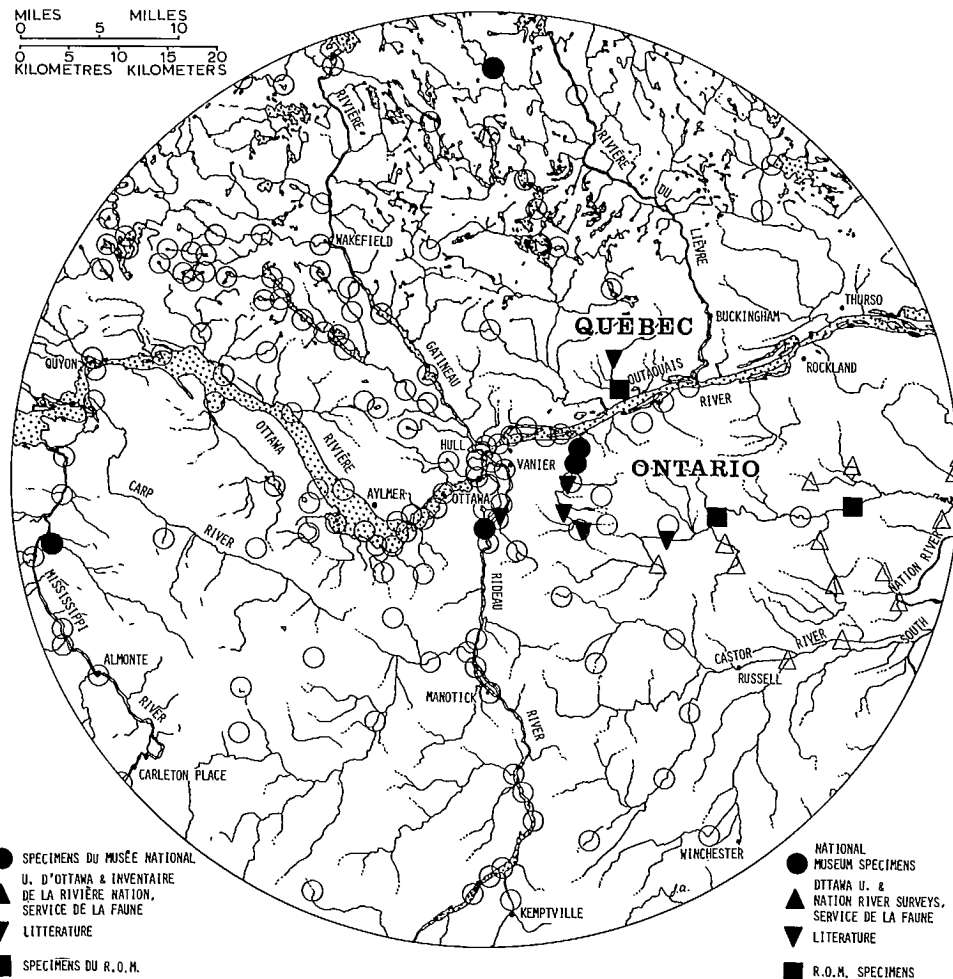 MILES MILLES
0 5 10
0 5 10 15 20
KILOMETRES KILOMETERS
RIVIÈRE
RIVIÈRE
DU
LIÈVRE
WAKEFIELD
THURSO
BUCKINGHAM
QUÉBEC
GATINEAU
QUYON
OUTAOUAIS
ROCKLAND
RIVER
OTTAWA
RIVIÈRE
HULL
VANIER
ONTARIO
CARP
RIVER
AYLMER
OTTAWA
NATION RIVER
SOUTH
MISSISSIPPI
RIVER
RIDEAU
RIVER
CASTOR
RIVER
RUSSELL
ALMONTE
MANOTICK
CARLETON PLACE
WINCHESTER
KEMPTVILLE
j.a.
SPECIMENS DU MUSÉE NATIONAL
U. D'OTTAWA & INVENTAIRE
DE LA RIVIÈRE NATION,
SERVICE DE LA FAUNE
LITTERATURE
SPECIMENS DU R.O.M.
NATIONAL
MUSEUM SPECIMENS
OTTAWA U. &
NATION RIVER SURVEYS,
SERVICE DE LA FAUNE
LITERATURE
R.O.M. SPECIMENS